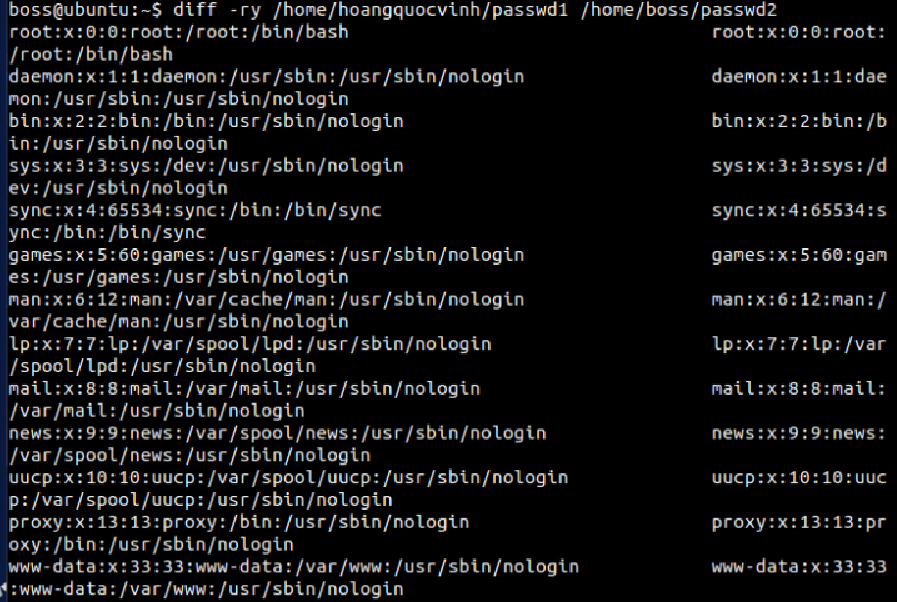 boss@ubuntu:~$ diff -ry /home/hoangquocvinh/passwd1 /home/boss/passwd2
root:x:0:0:root:/root:/bin/bash                                 root:x:0:0:root:
/root:/bin/bash
daemon:x:1:1:daemon:/usr/sbin:/usr/sbin/nologin                 daemon:x:1:1:dae
mon:/usr/sbin:/usr/sbin/nologin
bin:x:2:2:bin:/bin:/usr/sbin/nologin                            bin:x:2:2:bin:/b
in:/usr/sbin/nologin
sys:x:3:3:sys:/dev:/usr/sbin/nologin                            sys:x:3:3:sys:/d
ev:/usr/sbin/nologin
sync:x:4:65534:sync:/bin:/bin/sync                              sync:x:4:65534:s
ync:/bin:/bin/sync
games:x:5:60:games:/usr/games:/usr/sbin/nologin                 games:x:5:60:gam
es:/usr/games:/usr/sbin/nologin
man:x:6:12:man:/var/cache/man:/usr/sbin/nologin                 man:x:6:12:man:/
var/cache/man:/usr/sbin/nologin
lp:x:7:7:lp:/var/spool/lpd:/usr/sbin/nologin                    lp:x:7:7:lp:/var
/spool/lpd:/usr/sbin/nologin
mail:x:8:8:mail:/var/mail:/usr/sbin/nologin                     mail:x:8:8:mail:
/var/mail:/usr/sbin/nologin
news:x:9:9:news:/var/spool/news:/usr/sbin/nologin               news:x:9:9:news:
/var/spool/news:/usr/sbin/nologin
uucp:x:10:10:uucp:/var/spool/uucp:/usr/sbin/nologin             uucp:x:10:10:uuc
p:/var/spool/uucp:/usr/sbin/nologin
proxy:x:13:13:proxy:/bin:/usr/sbin/nologin                      proxy:x:13:13:pr
oxy:/bin:/usr/sbin/nologin
www-data:x:33:33:www-data:/var/www:/usr/sbin/nologin            www-data:x:33:33
:www-data:/var/www:/usr/sbin/nologin